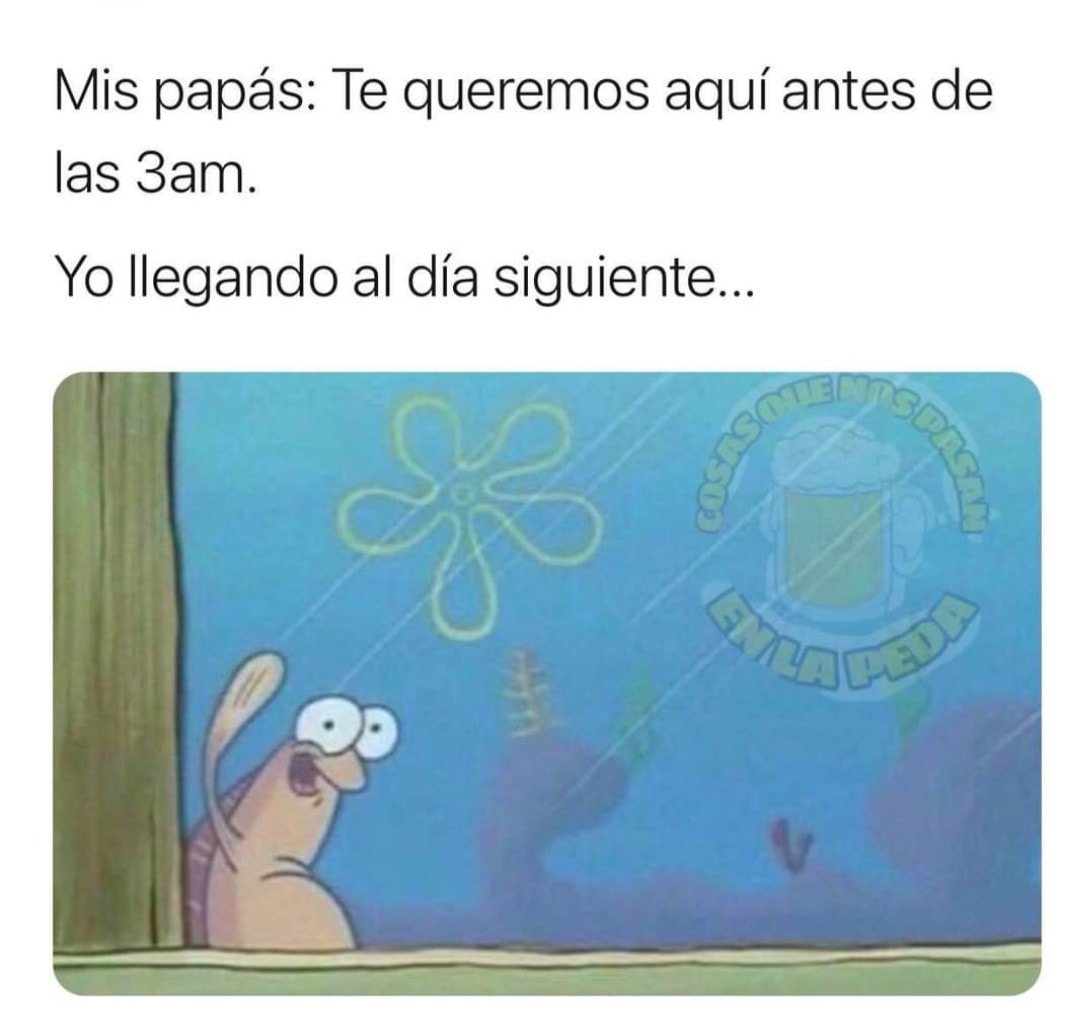 Mis papás: Te queremos aquí antes de
las 3am.
Yo llegando al día siguiente...
COSAS QUE NOS PASAN
EN LA PEDA